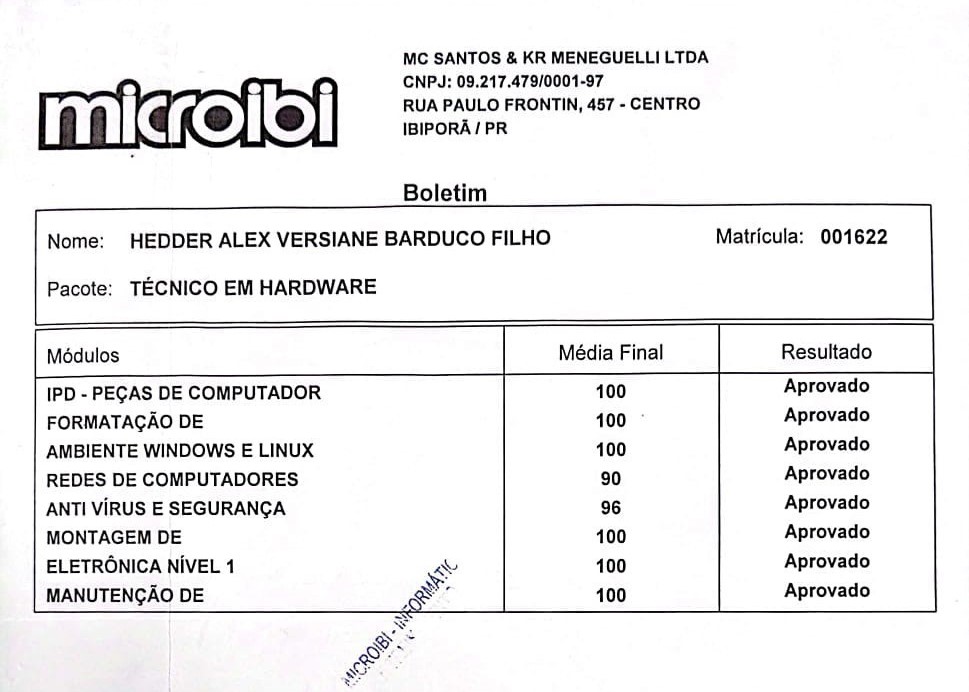 microibi
MC SANTOS & KR MENEGUELLI LTDA
CNPJ: 09.217.479/0001-97
RUA PAULO FRONTIN, 457 - CENTRO
IBIPORÃ / PR
Boletim
Nome: HEDDER ALEX VERSIANE BARDUCO FILHO Matrícula: 001622
Pacote: TÉCNICO EM HARDWARE
Módulos Média Final Resultado
IPD - PEÇAS DE COMPUTADOR 100 Aprovado
FORMATAÇÃO DE 100 Aprovado
AMBIENTE WINDOWS E LINUX 100 Aprovado
REDES DE COMPUTADORES 90 Aprovado
ANTI VÍRUS E SEGURANÇA 96 Aprovado
MONTAGEM DE 100 Aprovado
ELETRÔNICA NÍVEL 1 100 Aprovado
MANUTENÇÃO DE 100 Aprovado
MICROIBI - INFORMÁTIC